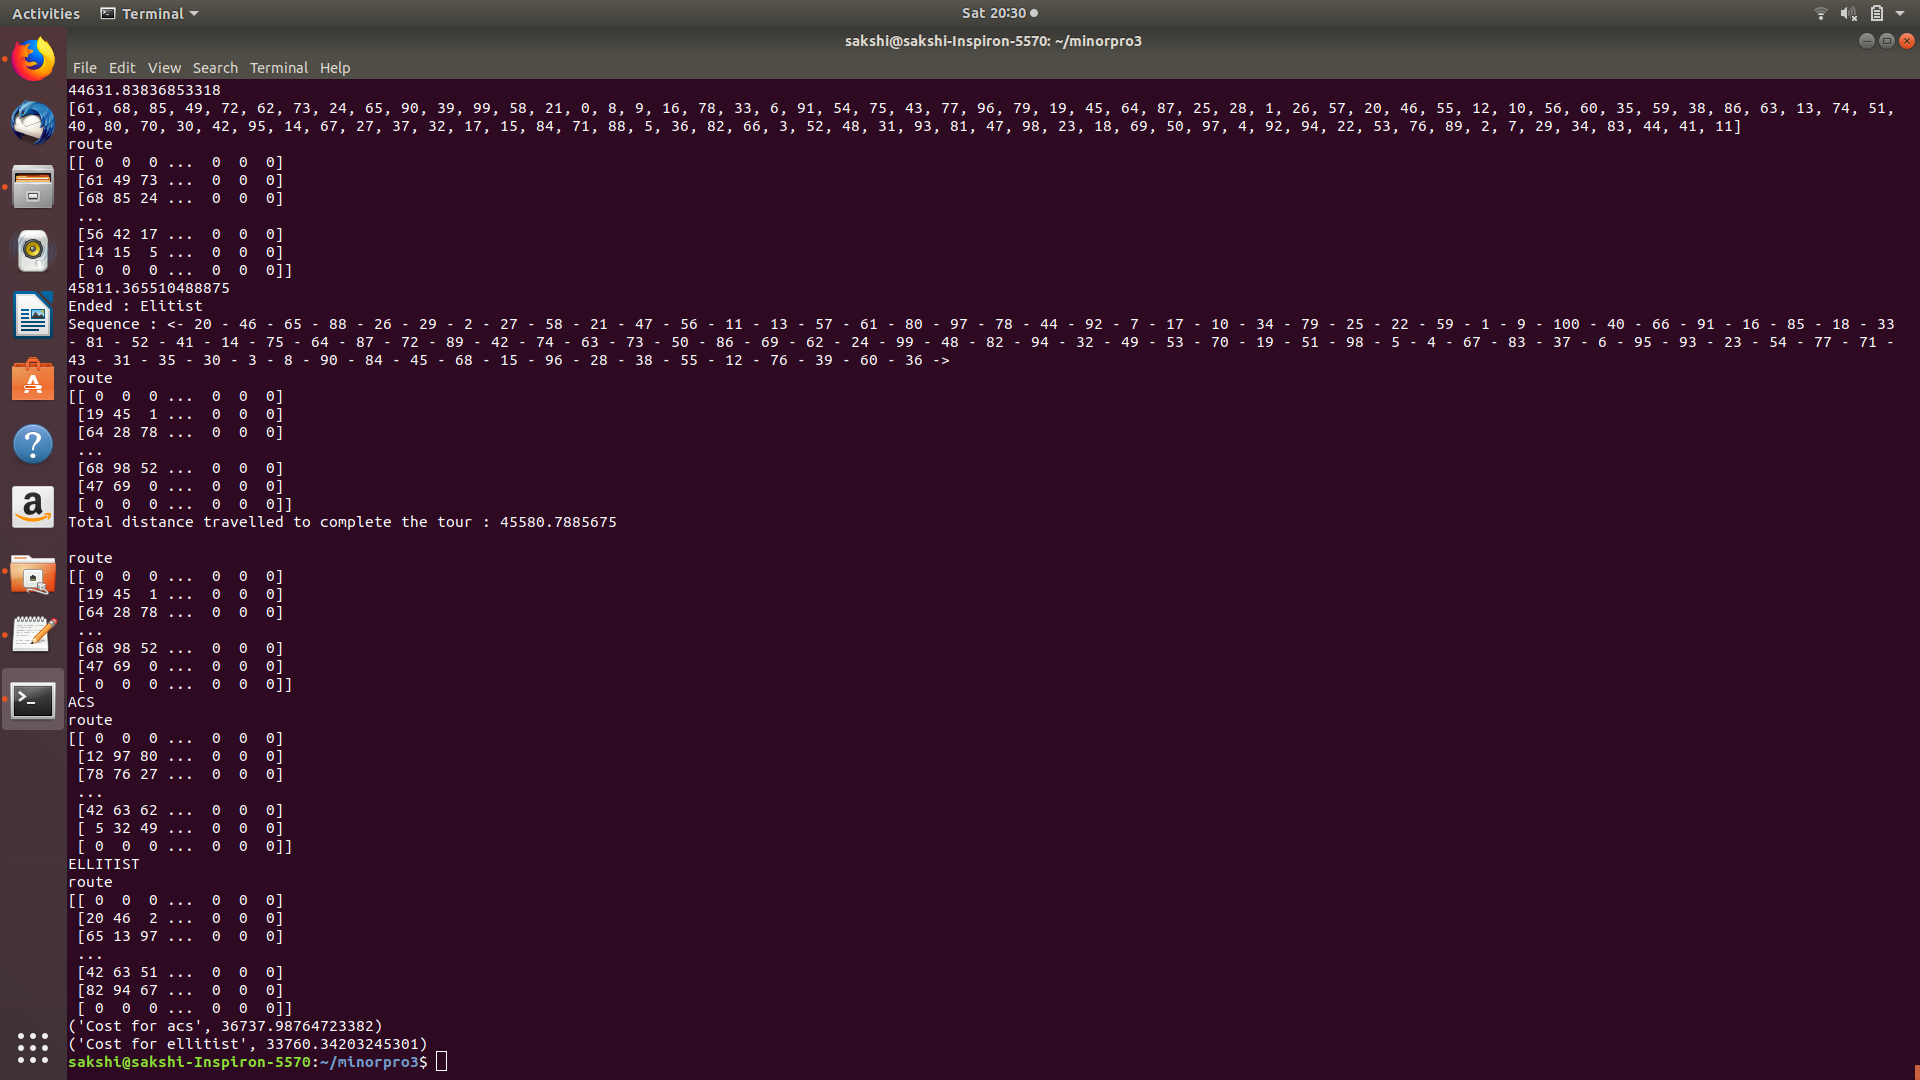 Activities Terminal Sat 20:30
sakshi@sakshi-Inspiron-5570: ~/minorpro3
File Edit View Search Terminal Help
44631.83836853318
[61, 68, 85, 49, 72, 62, 73, 24, 65, 90, 39, 99, 58, 21, 0, 8, 9, 16, 78, 33, 6, 91, 54, 75, 43, 77, 96, 79, 19, 45, 64, 87, 25, 28, 1, 26, 57, 20, 46, 55, 12, 10, 56, 60, 35, 59, 38, 86, 63, 13, 74, 51,
40, 80, 70, 30, 42, 95, 14, 67, 27, 37, 32, 17, 15, 84, 71, 88, 5, 36, 82, 66, 3, 52, 48, 31, 93, 81, 47, 98, 23, 18, 69, 50, 97, 4, 92, 94, 22, 53, 76, 89, 2, 7, 29, 34, 83, 44, 41, 11]
route
[[ 0  0  0 ...  0  0  0]
 [61 49 73 ...  0  0  0]
 [68 85 24 ...  0  0  0]
 ...
 [56 42 17 ...  0  0  0]
 [14 15  5 ...  0  0  0]
 [ 0  0  0 ...  0  0  0]]
45811.365510488875
Ended : Elitist
Sequence : <- 20 - 46 - 65 - 88 - 26 - 29 - 2 - 27 - 58 - 21 - 47 - 56 - 11 - 13 - 57 - 61 - 80 - 97 - 78 - 44 - 92 - 7 - 17 - 10 - 34 - 79 - 25 - 22 - 59 - 1 - 9 - 100 - 40 - 66 - 91 - 16 - 85 - 18 - 33
- 81 - 52 - 41 - 14 - 75 - 64 - 87 - 72 - 89 - 42 - 74 - 63 - 73 - 50 - 86 - 69 - 62 - 24 - 99 - 48 - 82 - 94 - 32 - 49 - 53 - 70 - 19 - 51 - 98 - 5 - 4 - 67 - 83 - 37 - 6 - 95 - 93 - 23 - 54 - 77 - 71 -
43 - 31 - 35 - 30 - 3 - 8 - 90 - 84 - 45 - 68 - 15 - 96 - 28 - 38 - 55 - 12 - 76 - 39 - 60 - 36 ->
route
[[ 0  0  0 ...  0  0  0]
 [19 45  1 ...  0  0  0]
 [64 28 78 ...  0  0  0]
 ...
 [68 98 52 ...  0  0  0]
 [47 69  0 ...  0  0  0]
 [ 0  0  0 ...  0  0  0]]
Total distance travelled to complete the tour : 45580.7885675
route
[[ 0  0  0 ...  0  0  0]
 [19 45  1 ...  0  0  0]
 [64 28 78 ...  0  0  0]
 ...
 [68 98 52 ...  0  0  0]
 [47 69  0 ...  0  0  0]
 [ 0  0  0 ...  0  0  0]]
ACS
route
[[ 0  0  0 ...  0  0  0]
 [12 97 80 ...  0  0  0]
 [78 76 27 ...  0  0  0]
 ...
 [42 63 62 ...  0  0  0]
 [ 5 32 49 ...  0  0  0]
 [ 0  0  0 ...  0  0  0]]
ELLITIST
route
[[ 0  0  0 ...  0  0  0]
 [20 46  2 ...  0  0  0]
 [65 13 97 ...  0  0  0]
 ...
 [42 63 51 ...  0  0  0]
 [82 94 67 ...  0  0  0]
 [ 0  0  0 ...  0  0  0]]
('Cost for acs', 36737.98764723382)
('Cost for ellitist', 33760.34203245301)
sakshi@sakshi-Inspiron-5570:~/minorpro3$